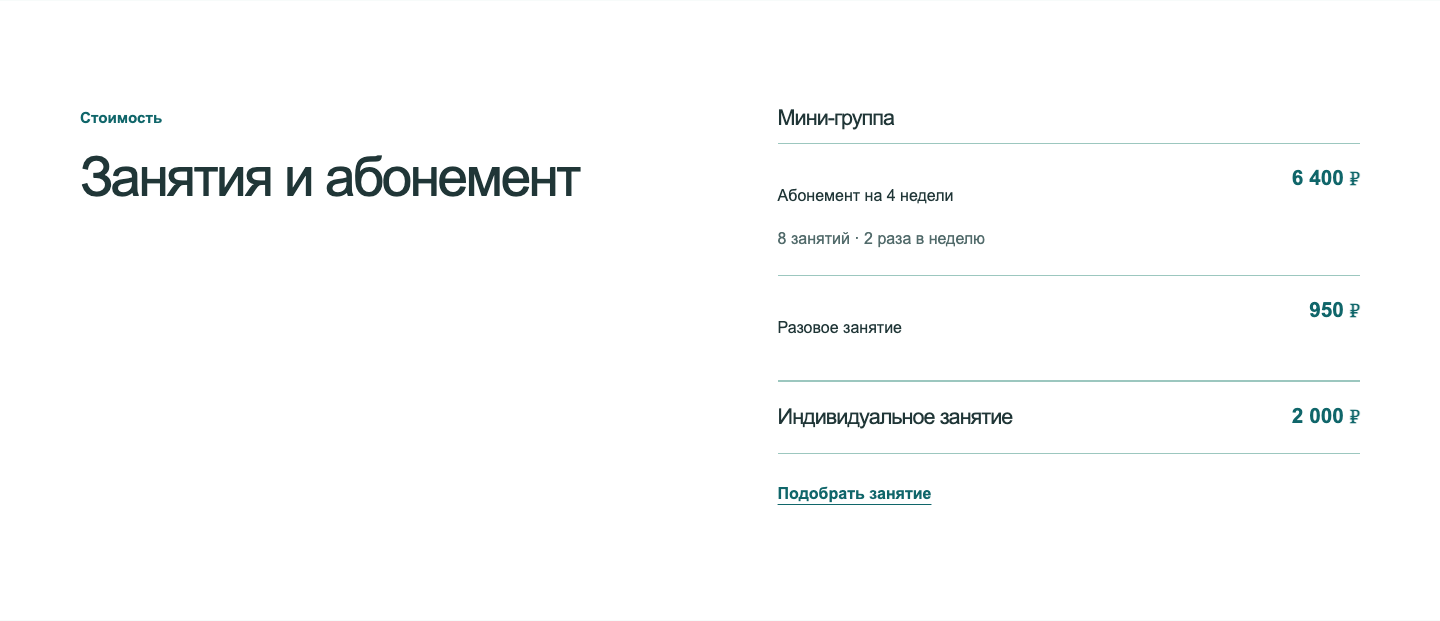 Стоимость
Занятия и абонемент
Мини-группа
Абонемент на 4 недели
6 400 ₽
8 занятий · 2 раза в неделю
Разовое занятие
950 ₽
Индивидуальное занятие
2 000 ₽
Подобрать занятие